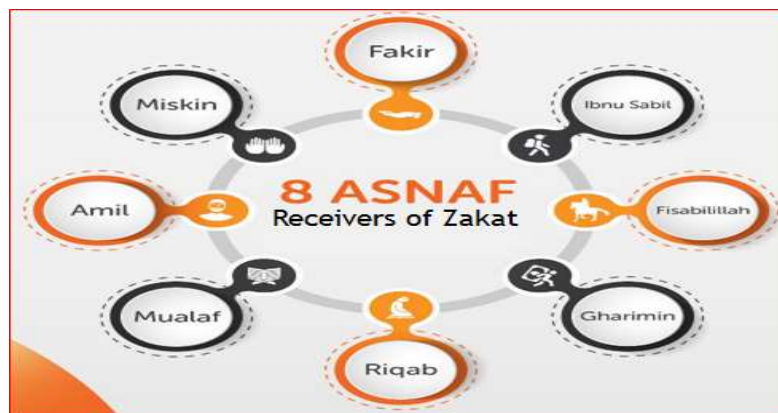 Fakir
Miskin
Ibnu Sabil
Amil
8 ASNAF
Receivers of Zakat
Fisabilillah
Mualaf
Gharimin
Riqab